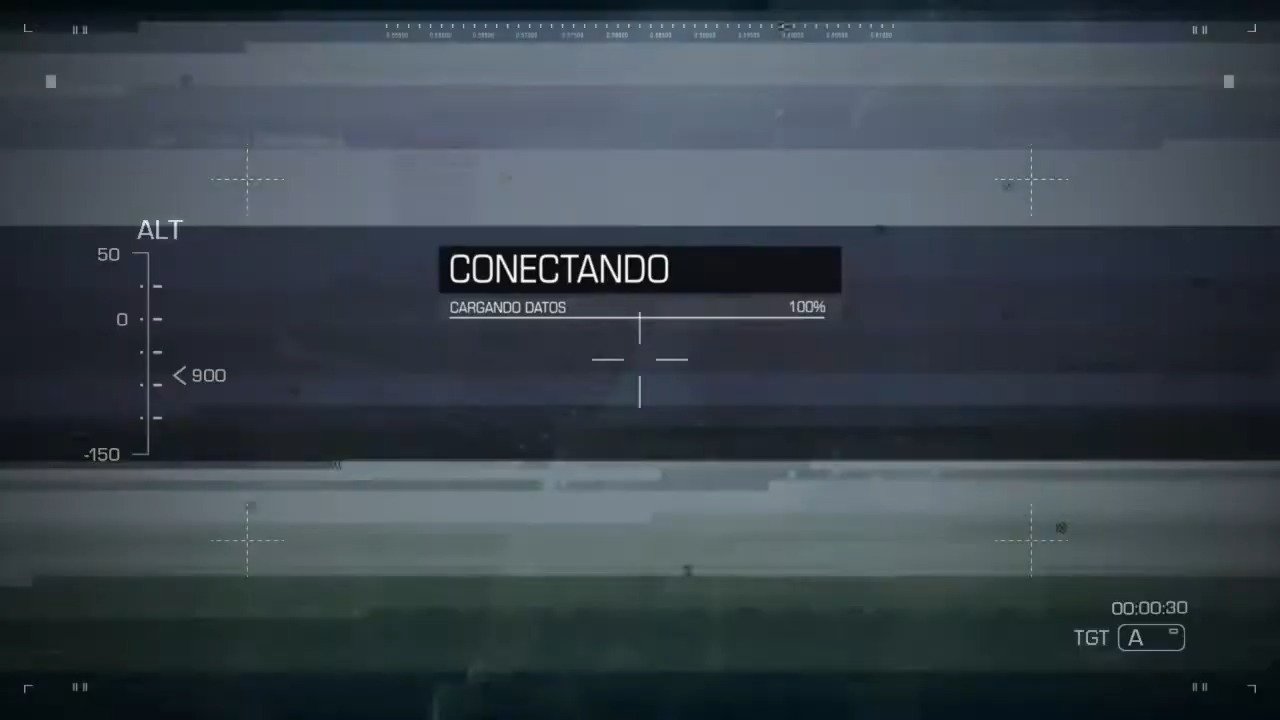 ALT
50
CONECTANDO
CARGANDO DATOS 100%
0
900
-150
00:00:30
TGT A